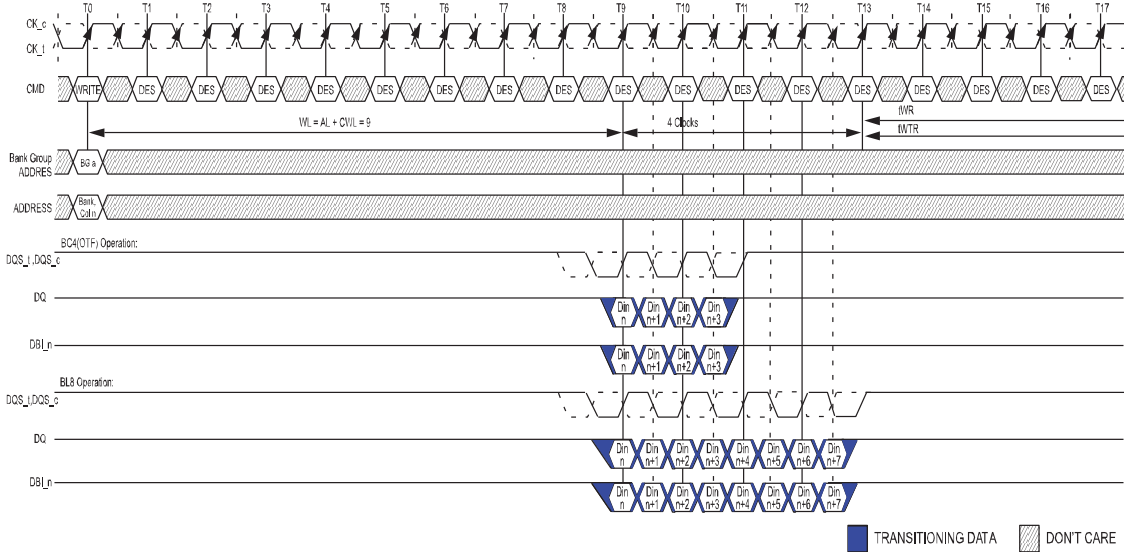 T0 T1 T2 T3 T4 T5 T6 T7 T8 T9 T10 T11 T12 T13 T14 T15 T16 T17
CK_c
CK_t
CMD WRITE DES DES DES DES DES DES DES DES DES DES DES DES DES DES DES DES DES
WL = AL + CWL = 9 4 Clocks tWR
tWTR
Bank Group
ADDRES
BG a
ADDRESS
Bank,
Col n
BC4(OTF) Operation:
DQS_t ,DQS_c
DQ
Din Din Din Din
n n+1 n+2 n+3
DBI_n
Din Din Din Din
n n+1 n+2 n+3
BL8 Operation:
DQS_t,DQS_c
DQ
Din Din Din Din Din Din Din Din
n n+1 n+2 n+3 n+4 n+5 n+6 n+7
DBI_n
Din Din Din Din Din Din Din Din
n n+1 n+2 n+3 n+4 n+5 n+6 n+7
TRANSITIONING DATA DON'T CARE